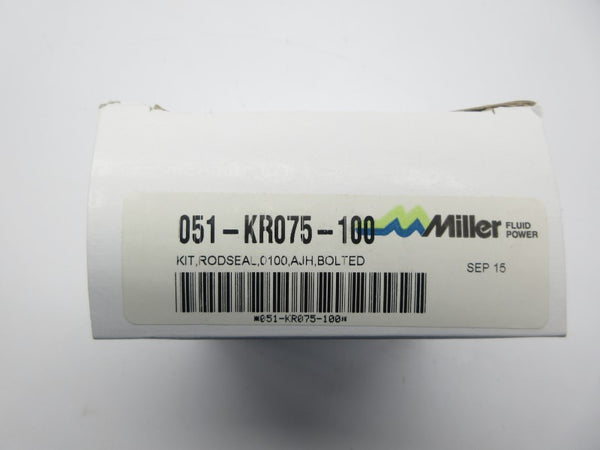 051-KR075-100
Miller FLUID POWER
KIT,RODSEAL,0100,AJH,BOLTED
SEP 15
*051-KR075-100*